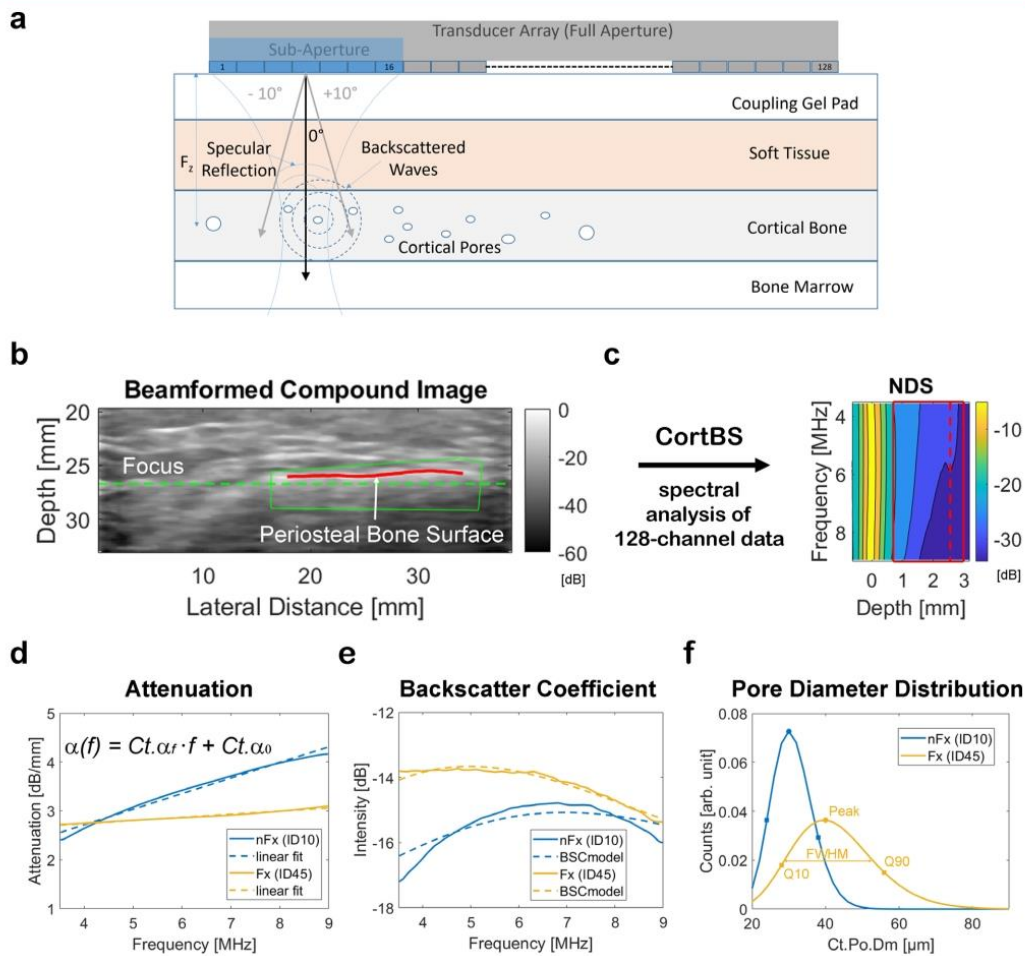 a
Transducer Array (Full Aperture)
Sub-Aperture
1
16
128
- 10°
+10°
0°
Coupling Gel Pad
Fz
Specular
Reflection
Backscattered
Waves
Soft Tissue
Cortical Pores
Cortical Bone
Bone Marrow
b
Beamformed Compound Image
Depth [mm]
20
25
30
Focus
Periosteal Bone Surface
10
20
30
Lateral Distance [mm]
0
-20
-40
-60
[dB]
c
CortBS
spectral
analysis of
128-channel data
NDS
Frequency [MHz]
4
6
8
0 1 2 3
Depth [mm]
-10
-20
-30
[dB]
d
Attenuation
Attenuation [dB/mm]
5
4
3
2
1
α(f) = Ct.αf · f + Ct.α0
nFx (ID10)
linear fit
Fx (ID45)
linear fit
4 5 6 7 8 9
Frequency [MHz]
e
Backscatter Coefficient
Intensity [dB]
-12
-14
-16
-18
nFx (ID10)
BSCmodel
Fx (ID45)
BSCmodel
4 5 6 7 8 9
Frequency [MHz]
f
Pore Diameter Distribution
Counts [arb. unit]
0.08
0.06
0.04
0.02
0
nFx (ID10)
Fx (ID45)
Peak
FWHM
Q10
Q90
20 40 60 80
Ct.Po.Dm [μm]